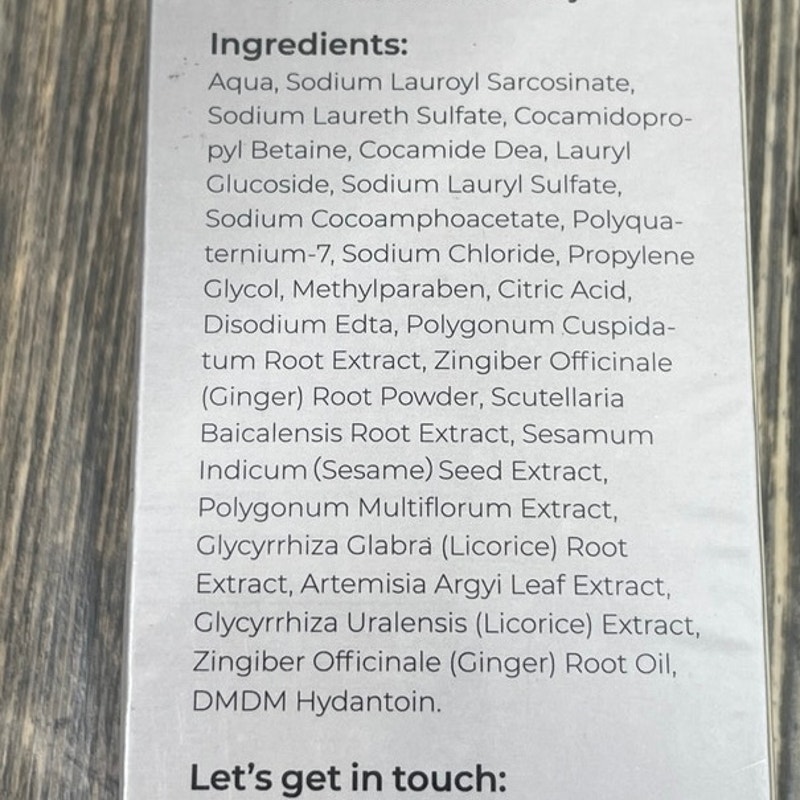 Ingredients:
Aqua, Sodium Lauroyl Sarcosinate,
Sodium Laureth Sulfate, Cocamidopro-
pyl Betaine, Cocamide Dea, Lauryl
Glucoside, Sodium Lauryl Sulfate,
Sodium Cocoamphoacetate, Polyqua-
ternium-7, Sodium Chloride, Propylene
Glycol, Methylparaben, Citric Acid,
Disodium Edta, Polygonum Cuspida-
tum Root Extract, Zingiber Officinale
(Ginger) Root Powder, Scutellaria
Baicalensis Root Extract, Sesamum
Indicum (Sesame) Seed Extract,
Polygonum Multiflorum Extract,
Glycyrrhiza Glabra (Licorice) Root
Extract, Artemisia Argyi Leaf Extract,
Glycyrrhiza Uralensis (Licorice) Extract,
Zingiber Officinale (Ginger) Root Oil,
DMDM Hydantoin.
Let's get in touch: